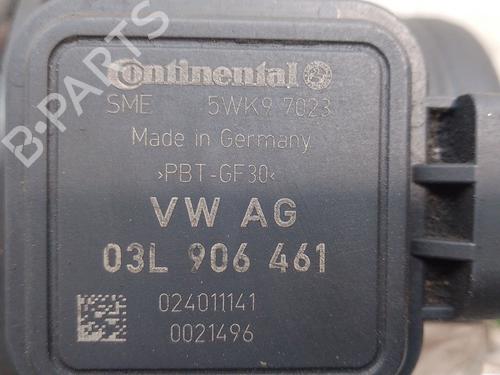 B-PARTS
Continental
SME 5WK9 7023
Made in Germany
>PBT-GF30<
VW AG
03L 906 461
024011141
0021496